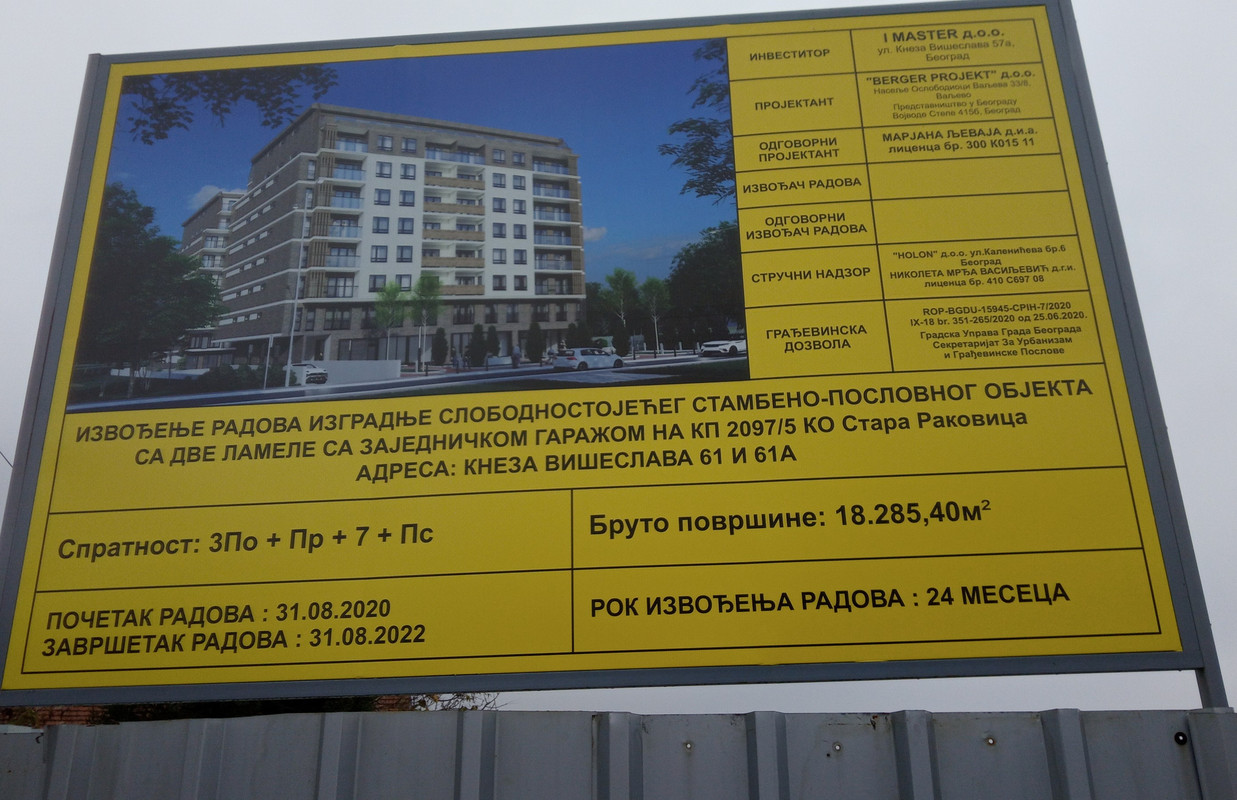 ИНВЕСТИТОР
I MASTER д.о.о.
ул. Кнеза Вишеслава 57а,
Београд
ПРОЈЕКТАНТ
"BERGER PROJEKT" д.о.о.
Насеље Ослободиоци Ваљева 33/8,
Ваљево
Представништво у Београду
Војводе Степе 415б, Београд
ОДГОВОРНИ
ПРОЈЕКТАНТ
МАРЈАНА ЉЕВАЈА д.и.а.
лиценца бр. 300 К015 11
ИЗВОЂАЧ РАДОВА
ОДГОВОРНИ
ИЗВОЂАЧ РАДОВА
СТРУЧНИ НАДЗОР
"HOLON" д.о.о. ул.Каленићева бр.6
Београд
НИКОЛЕТА МРЂА ВАСИЉЕВИЋ д.г.и.
лиценца бр. 410 С697 08
ГРАЂЕВИНСКА
ДОЗВОЛА
ROP-BGDU-15945-CPIH-7/2020
IX-18 br. 351-265/2020 од 25.06.2020.
Градска Управа Града Београда
Секретаријат За Урбанизам
и Грађевинске Послове
ИЗВОЂЕЊЕ РАДОВА ИЗГРАДЊЕ СЛОБОДНОСТОЈЕЋЕГ СТАМБЕНО-ПОСЛОВНОГ ОБЈЕКТА
СА ДВЕ ЛАМЕЛЕ СА ЗАЈЕДНИЧКОМ ГАРАЖОМ НА КП 2097/5 КО Стара Раковица
АДРЕСА: КНЕЗА ВИШЕСЛАВА 61 И 61А
Спратност: 3По + Пр + 7 + Пс
Бруто површине: 18.285,40м²
ПОЧЕТАК РАДОВА : 31.08.2020
ЗАВРШЕТАК РАДОВА : 31.08.2022
РОК ИЗВОЂЕЊА РАДОВА : 24 МЕСЕЦА